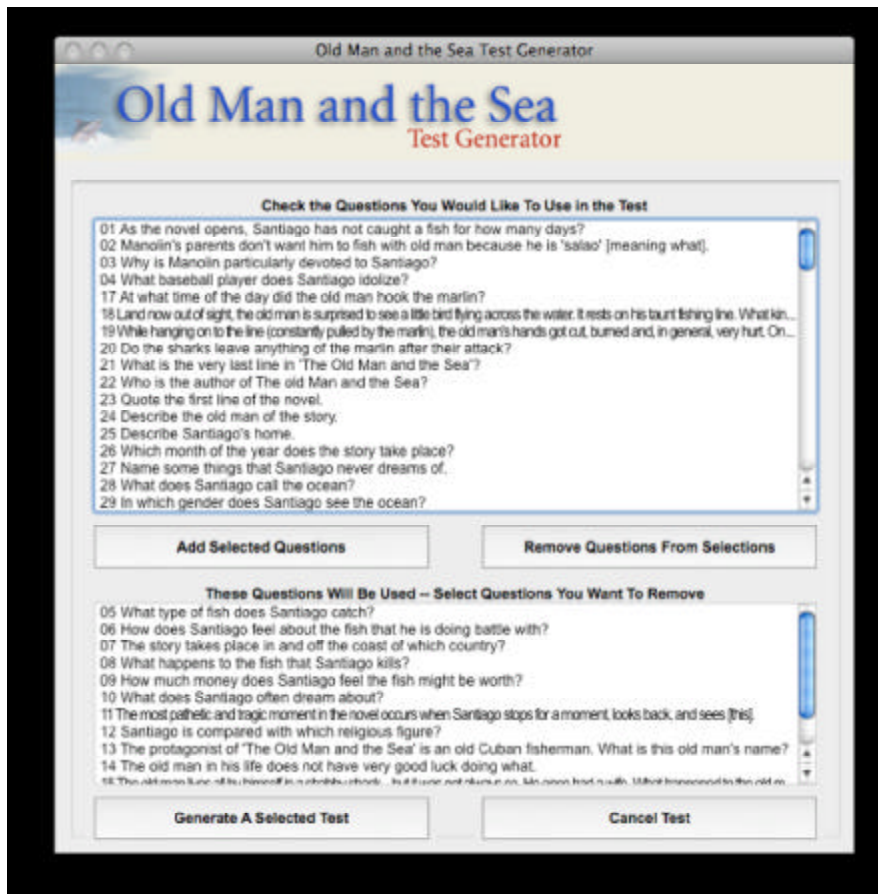 Old Man and the Sea Test Generator
Old Man and the Sea
Test Generator
Check the Questions You Would Like To Use in the Test
01 As the novel opens, Santiago has not caught a fish for how many days?
02 Manolin's parents don't want him to fish with old man because he is 'salao' [meaning what].
03 Why is Manolin particularly devoted to Santiago?
04 What baseball player does Santiago idolize?
17 At what time of the day did the old man hook the marlin?
18 Land now out of sight, the old man is surprised to see a little bird flying across the water. It rests on his taunt fishing line. What kin...
19 While hanging on to the line (constantly pulled by the marlin), the old man's hands got cut, burned and, in general, very hurt. On...
20 Do the sharks leave anything of the marlin after their attack?
21 What is the very last line in 'The Old Man and the Sea'?
22 Who is the author of The old Man and the Sea?
23 Quote the first line of the novel.
24 Describe the old man of the story.
25 Describe Santiago's home.
26 Which month of the year does the story take place?
27 Name some things that Santiago never dreams of.
28 What does Santiago call the ocean?
29 In which gender does Santiago see the ocean?
Add Selected Questions
Remove Questions From Selections
These Questions Will Be Used -- Select Questions You Want To Remove
05 What type of fish does Santiago catch?
06 How does Santiago feel about the fish that he is doing battle with?
07 The story takes place in and off the coast of which country?
08 What happens to the fish that Santiago kills?
09 How much money does Santiago feel the fish might be worth?
10 What does Santiago often dream about?
11 The most pathetic and tragic moment in the novel occurs when Santiago stops for a moment, looks back, and sees [this].
12 Santiago is compared with which religious figure?
13 The protagonist of 'The Old Man and the Sea' is an old Cuban fisherman. What is this old man's name?
14 The old man in his life does not have very good luck doing what.
15 The old man lives all by himself in a shabby shack
Generate A Selected Test
Cancel Test